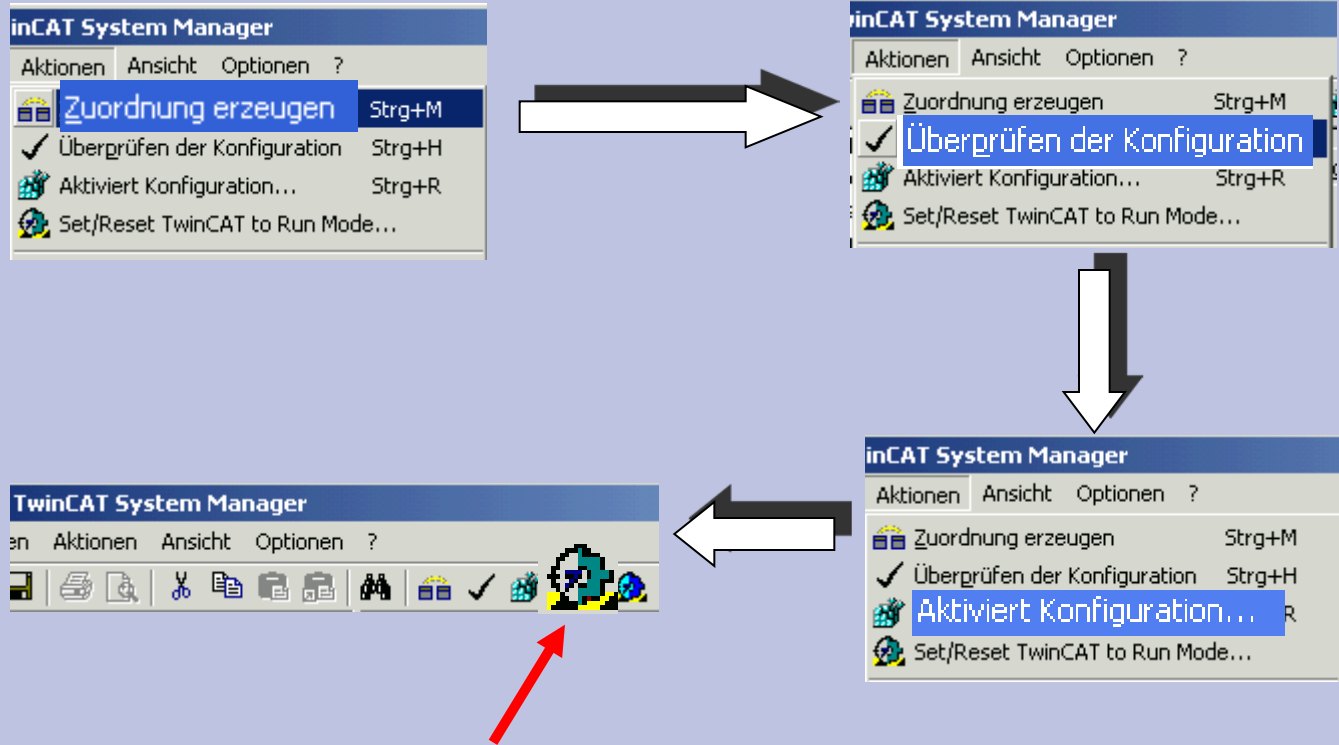 inCAT System Manager
Aktionen Ansicht Optionen ?
Zuordnung erzeugen Strg+M
Überprüfen der Konfiguration Strg+H
Aktiviert Konfiguration... Strg+R
Set/Reset TwinCAT to Run Mode...
inCAT System Manager
Aktionen Ansicht Optionen ?
Zuordnung erzeugen Strg+M
Überprüfen der Konfiguration
Aktiviert Konfiguration... Strg+R
Set/Reset TwinCAT to Run Mode...
inCAT System Manager
Aktionen Ansicht Optionen ?
Zuordnung erzeugen Strg+M
Überprüfen der Konfiguration Strg+H
Aktiviert Konfiguration... R
Set/Reset TwinCAT to Run Mode...
TwinCAT System Manager
en Aktionen Ansicht Optionen ?